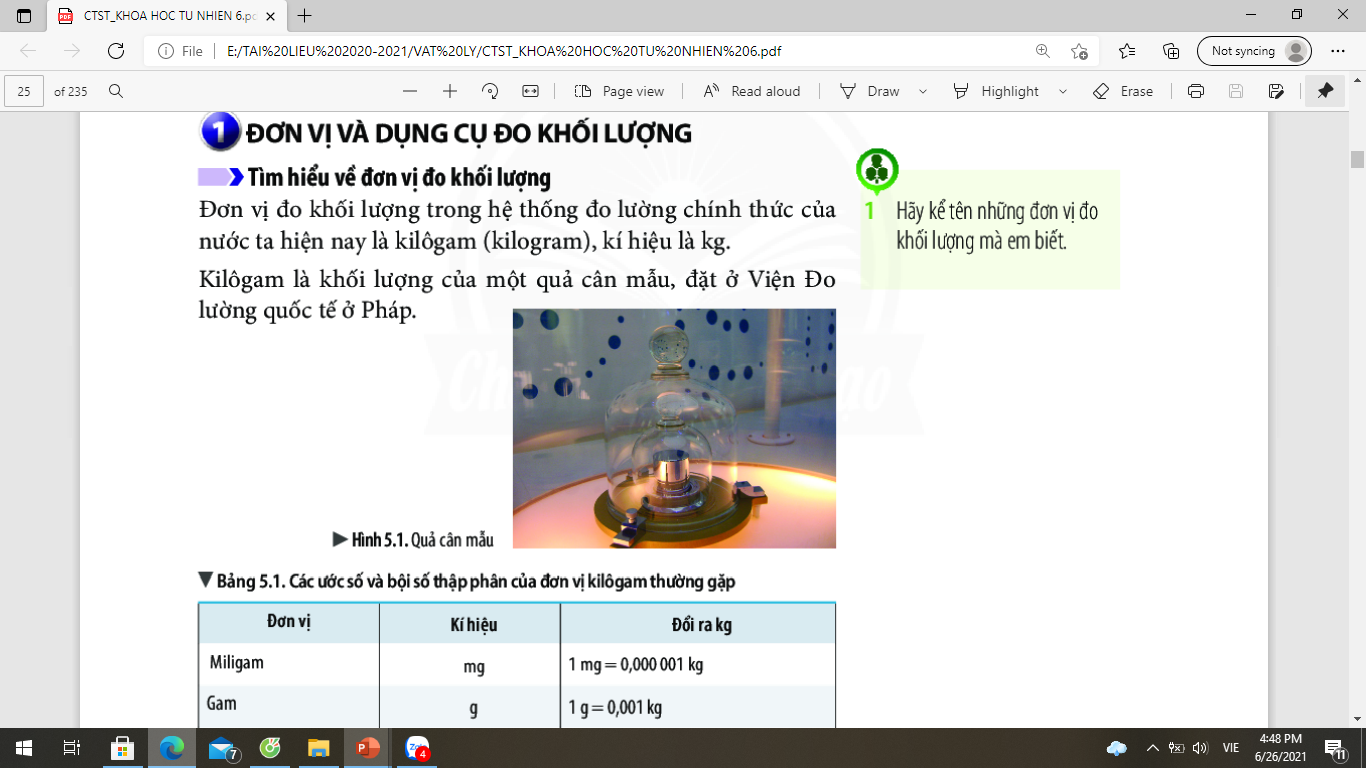 CTST_KHOA HOC TU NHIEN 6.pd
File
E:/TAI%20LIEU%202020-2021/VAT%20LY/CTST_KHOA%20HOC%20TU%20NHIEN%206.pdf
Not syncing
25 of 235
Page view
Read aloud
Draw
Highlight
Erase
1 ĐƠN VỊ VÀ DỤNG CỤ ĐO KHỐI LƯỢNG
Tìm hiểu về đơn vị đo khối lượng
Đơn vị đo khối lượng trong hệ thống đo lường chính thức của
nước ta hiện nay là kilôgam (kilogram), kí hiệu là kg.
Kilôgam là khối lượng của một quả cân mẫu, đặt ở Viện Đo
lường quốc tế ở Pháp.
1 Hãy kể tên những đơn vị đo
khối lượng mà em biết.
Hình 5.1. Quả cân mẫu
Bảng 5.1. Các ước số và bội số thập phân của đơn vị kilôgam thường gặp
Đơn vị Kí hiệu Đổi ra kg
Miligam mg 1 mg = 0,000 001 kg
Gam g 1 g = 0,001 kg
7
4
VIE
4:48 PM
6/26/2021
11